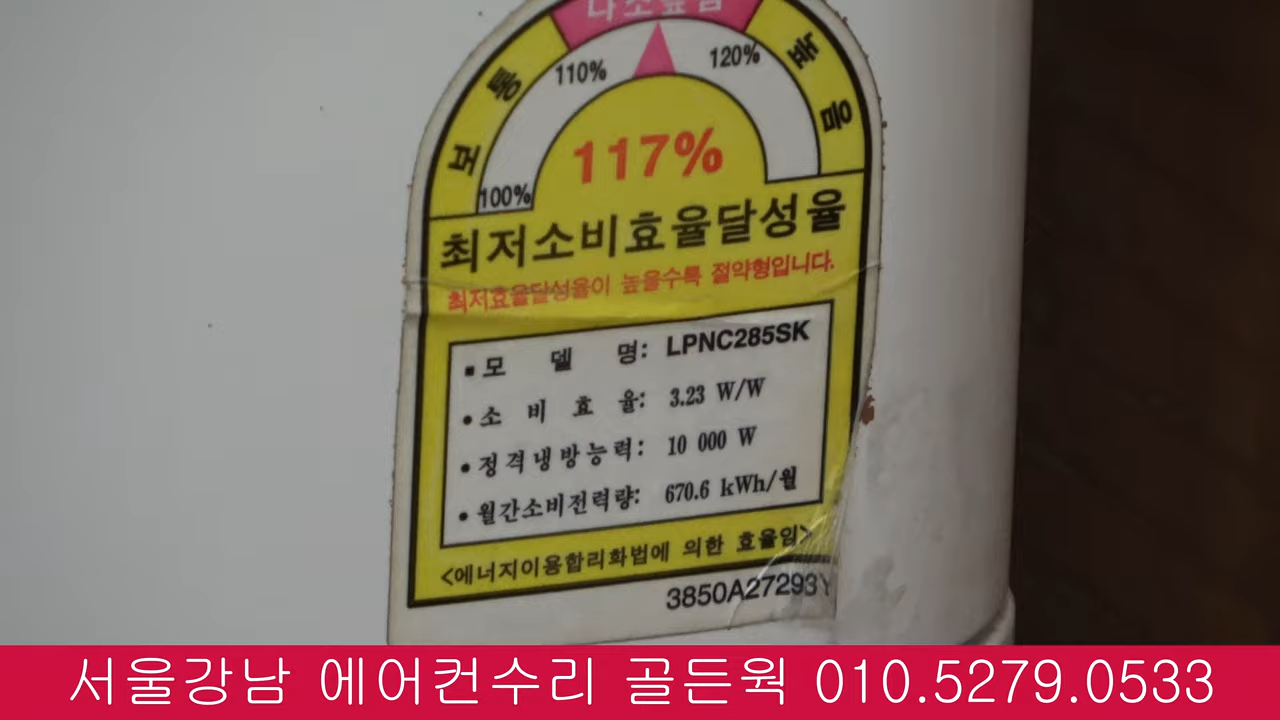 다소높음
보통
높음
110%
120%
100%
117%
최저소비효율달성율
최저효율달성율이 높을수록 절약형입니다.
▪모 델 명: LPNC285SK
•소 비 효 율: 3.23 W/W
•정격냉방능력: 10 000 W
•월간소비전력량: 670.6 kWh/월
<에너지이용합리화법에 의한 효율임>
3850A27293Y
서울강남 에어컨수리 골든웍 010.5279.0533